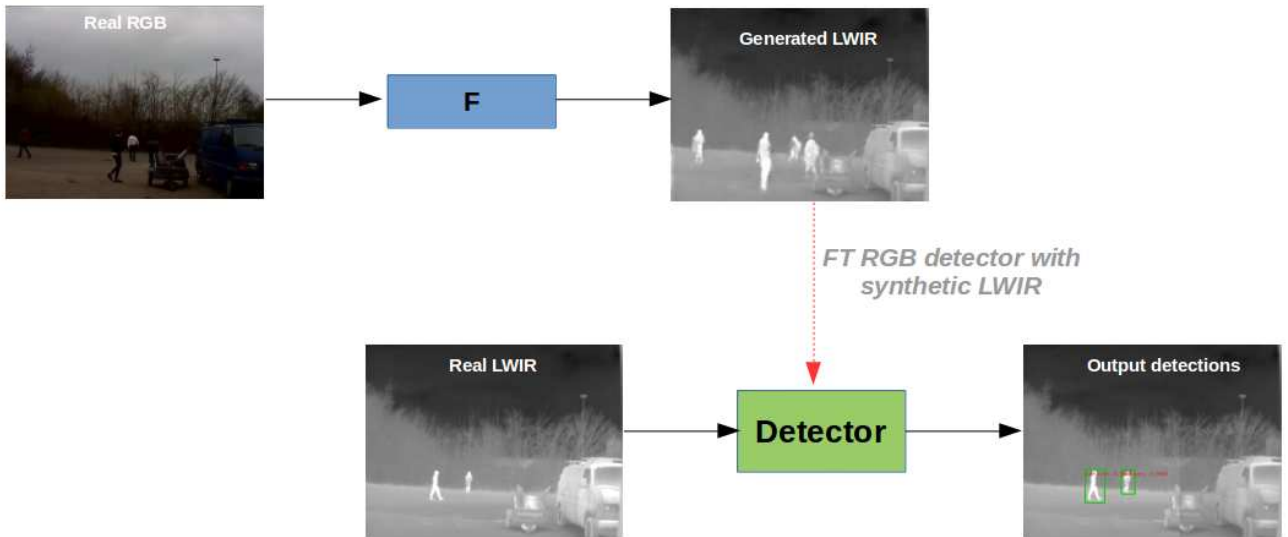 Real RGB
Generated LWIR
F
FT RGB detector with
synthetic LWIR
Real LWIR
Detector
Output detections